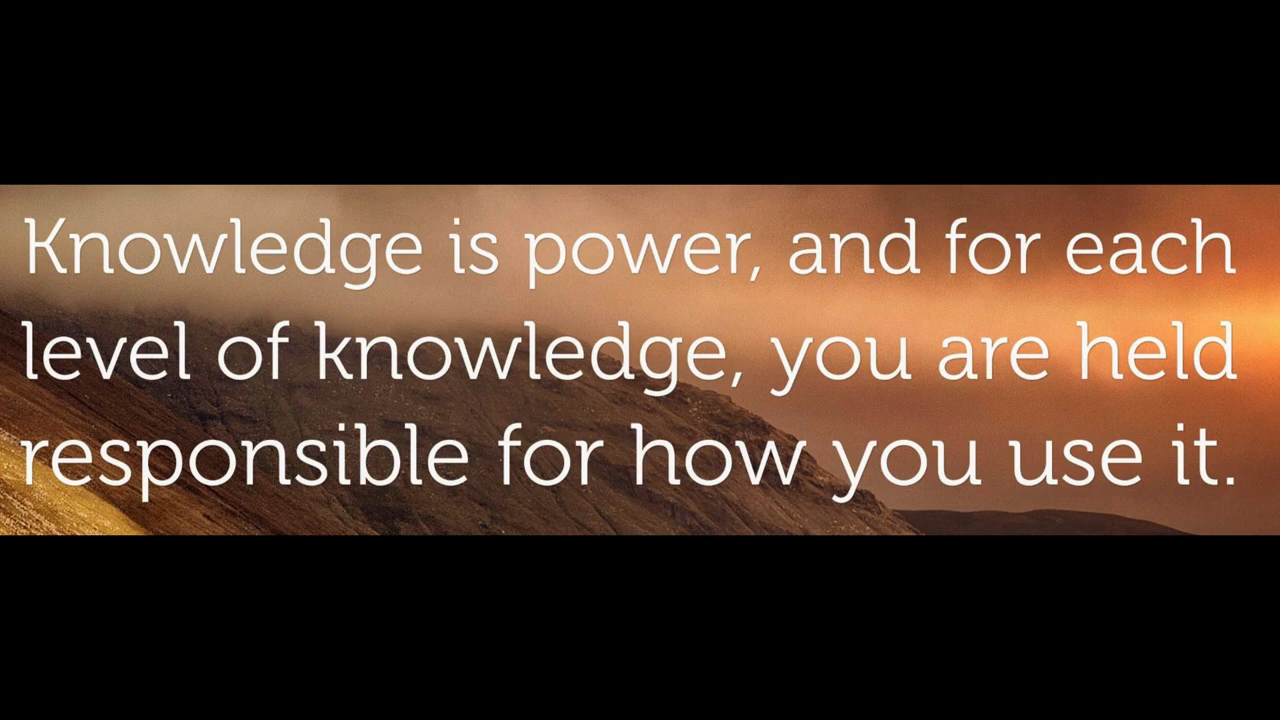 Knowledge is power, and for each
level of knowledge, you are held
responsible for how you use it.